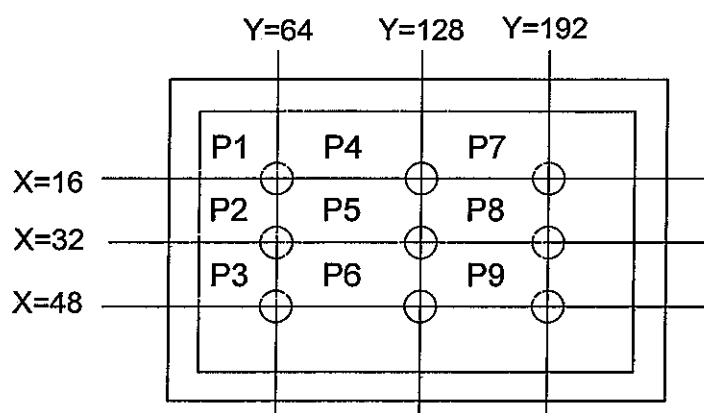 Y=64 Y=128 Y=192
P1 P4 P7
X=16
P2 P5 P8
X=32
P3 P6 P9
X=48